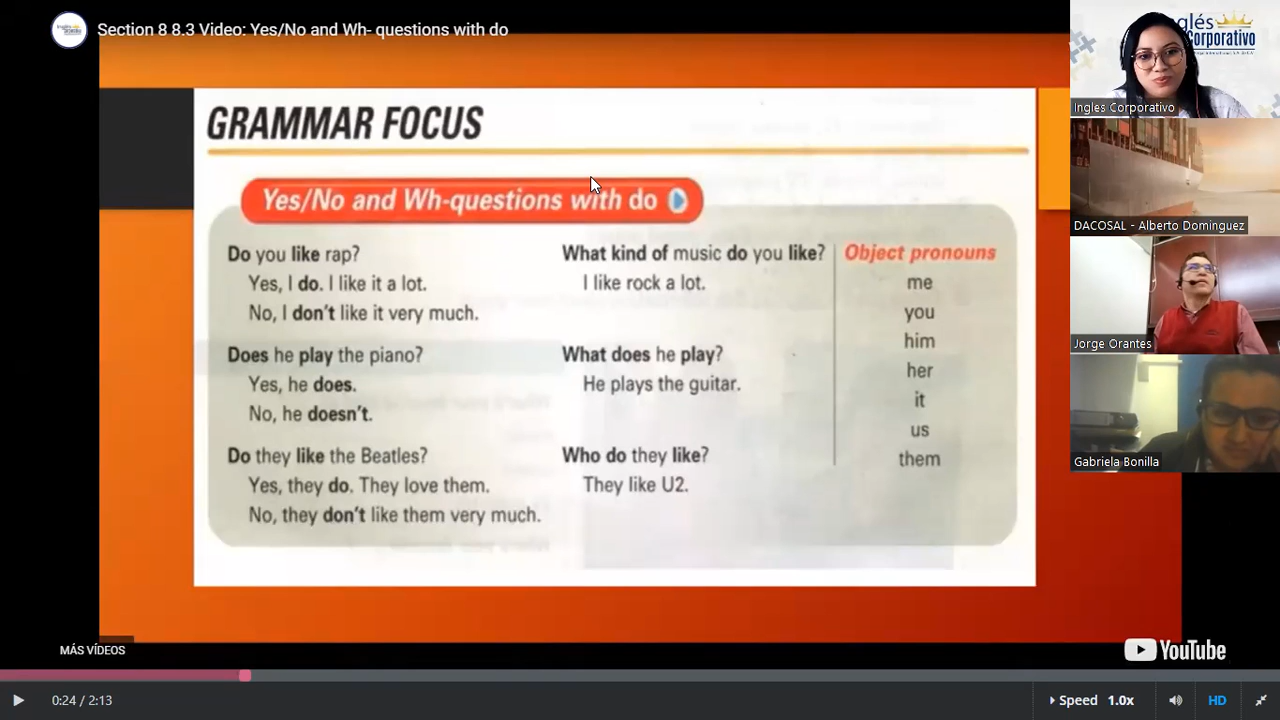 Section 8 8.3 Video: Yes/No and Wh- questions with do
GRAMMAR FOCUS
Yes/No and Wh-questions with do
Do you like rap?
Yes, I do. I like it a lot.
No, I don't like it very much.
Does he play the piano?
Yes, he does.
No, he doesn't.
Do they like the Beatles?
Yes, they do. They love them.
No, they don't like them very much.
What kind of music do you like?
I like rock a lot.
What does he play?
He plays the guitar.
Who do they like?
They like U2.
Object pronouns
me
you
him
her
it
us
them
Inglés
Corporativo
Ingles Corporativo
DACOSAL - Alberto Domínguez
Jorge Orantes
Gabriela Bonilla
MÁS VÍDEOS
YouTube
0:24 / 2:13
Speed 1.0x
HD